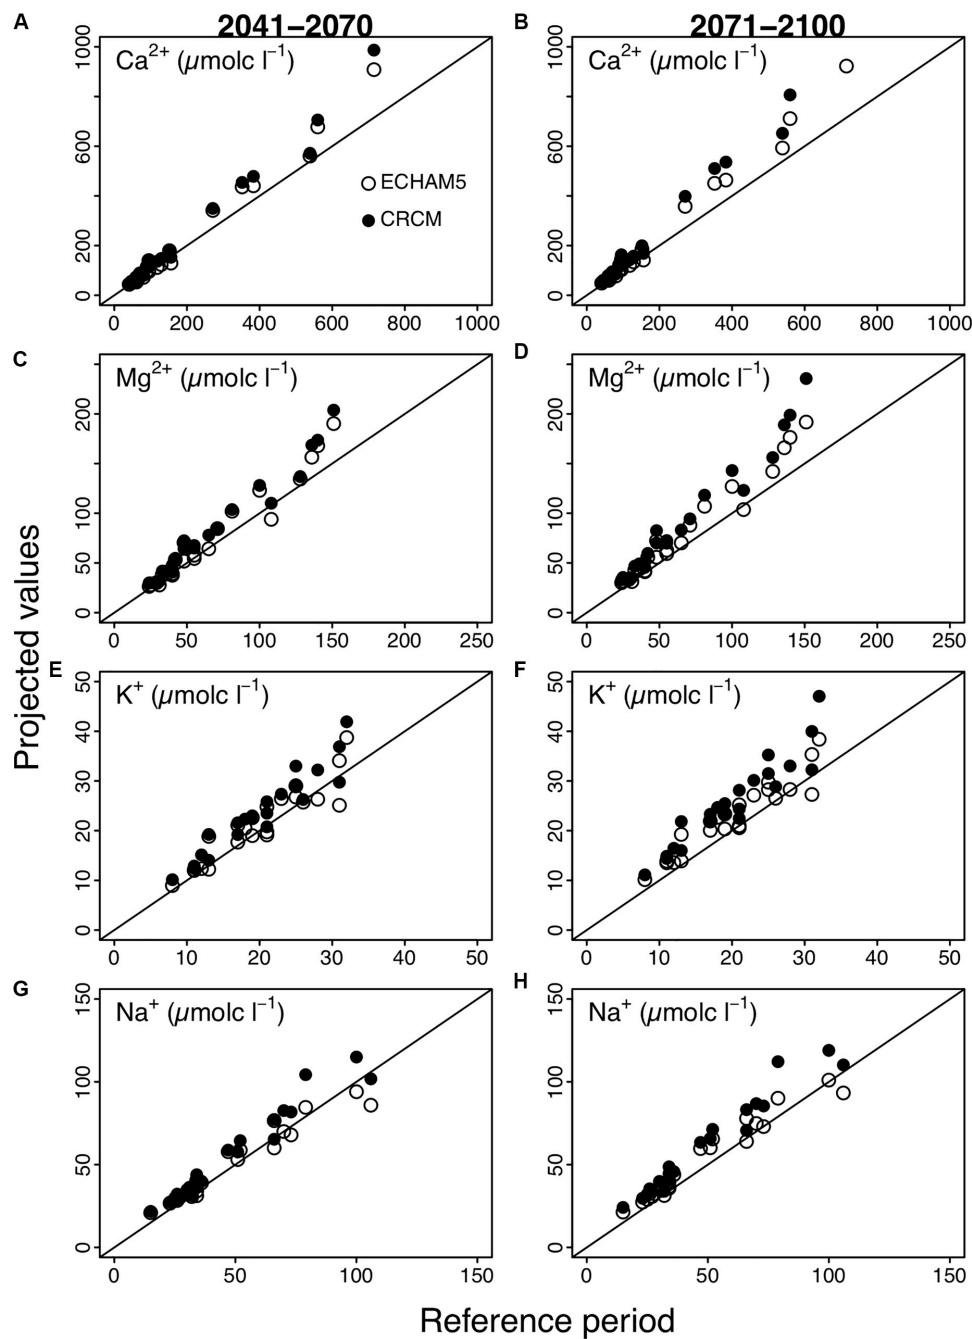 A
2041−2070
B
2071−2100
Ca²⁺ (µmolc l⁻¹)
Ca²⁺ (µmolc l⁻¹)
ECHAM5
CRCM
0 200 600 1000
0 200 600 1000
0 200 400 600 800 1000
0 200 400 600 800 1000
C
D
Mg²⁺ (µmolc l⁻¹)
Mg²⁺ (µmolc l⁻¹)
0 50 100 200
0 50 100 200
0 50 100 150 200 250
0 50 100 150 200 250
Projected values
E
F
K⁺ (µmolc l⁻¹)
K⁺ (µmolc l⁻¹)
0 10 20 30 40 50
0 10 20 30 40 50
0 10 20 30 40 50
0 10 20 30 40 50
G
H
Na⁺ (µmolc l⁻¹)
Na⁺ (µmolc l⁻¹)
0 50 100 150
0 50 100 150
0 50 100 150
0 50 100 150
Reference period